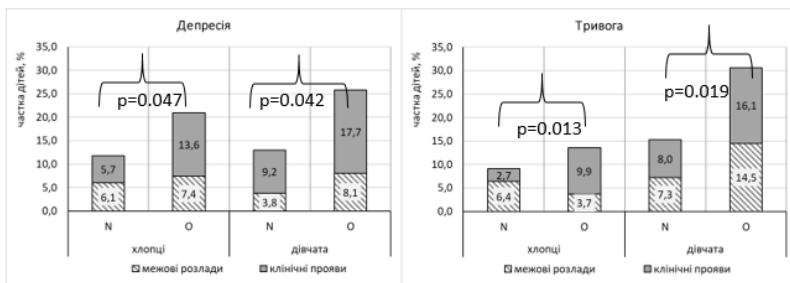 Депресія
частка дітей, %
35,0
30,0
25,0
20,0
15,0
10,0
5,0
0,0
p=0.047
p=0.042
5,7
6,1
13,6
7,4
9,2
3,8
17,7
8,1
N
O
N
O
хлопці
дівчата
межові розлади
клінічні прояви
Тривога
частка дітей, %
35,0
30,0
25,0
20,0
15,0
10,0
5,0
0,0
p=0.013
p=0.019
2,7
6,4
9,9
3,7
8,0
7,3
16,1
14,5
N
O
N
O
хлопці
дівчата
межові розлади
клінічні прояви